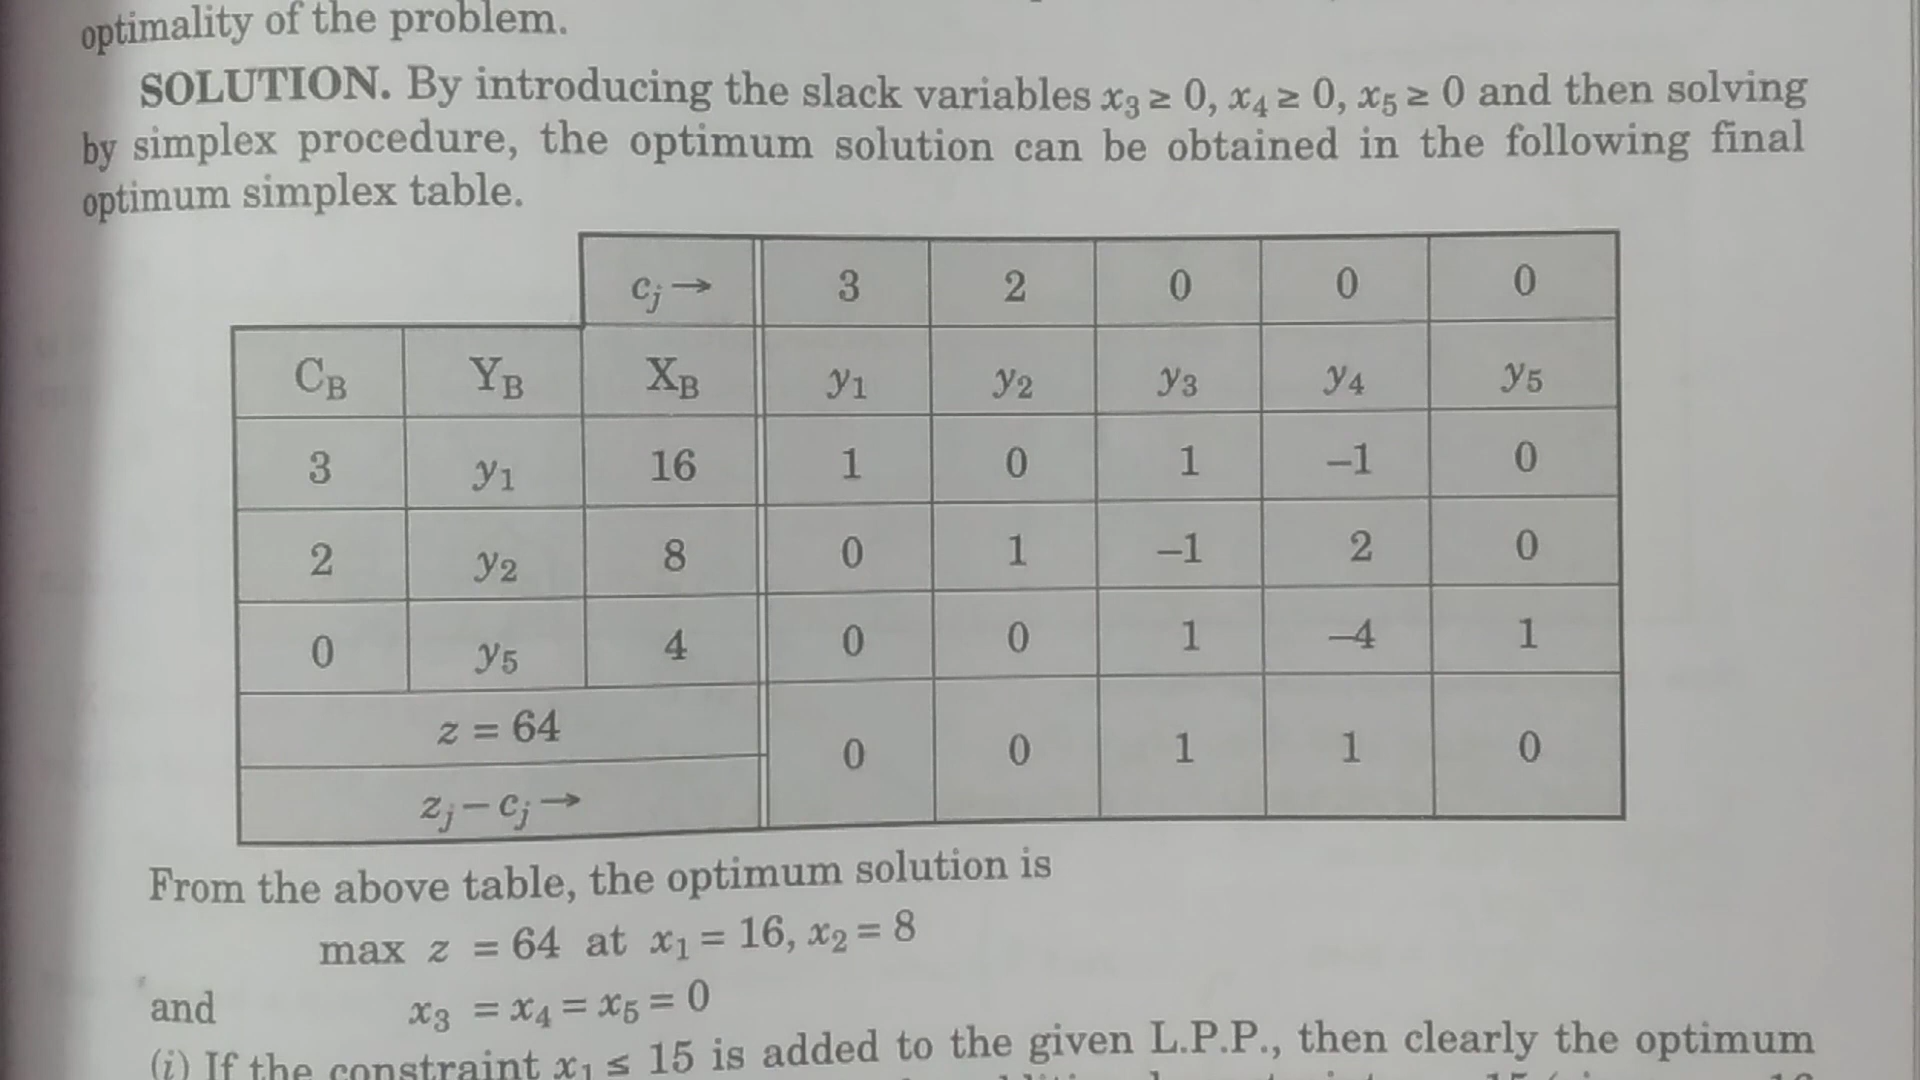 optimality of the problem.
SOLUTION. By introducing the slack variables x₃ ≥ 0, x₄ ≥ 0, x₅ ≥ 0 and then solving
by simplex procedure, the optimum solution can be obtained in the following final
optimum simplex table.
cⱼ → 3 2 0 0 0
C_B Y_B X_B y₁ y₂ y₃ y₄ y₅
3 y₁ 16 1 0 1 –1 0
2 y₂ 8 0 1 –1 2 0
0 y₅ 4 0 0 1 –4 1
z = 64
zⱼ – cⱼ → 0 0 1 1 0
From the above table, the optimum solution is
max z = 64 at x₁ = 16, x₂ = 8
and x₃ = x₄ = x₅ = 0
(i) If the constraint x₁ ≤ 15 is added to the given L.P.P., then clearly the optimum